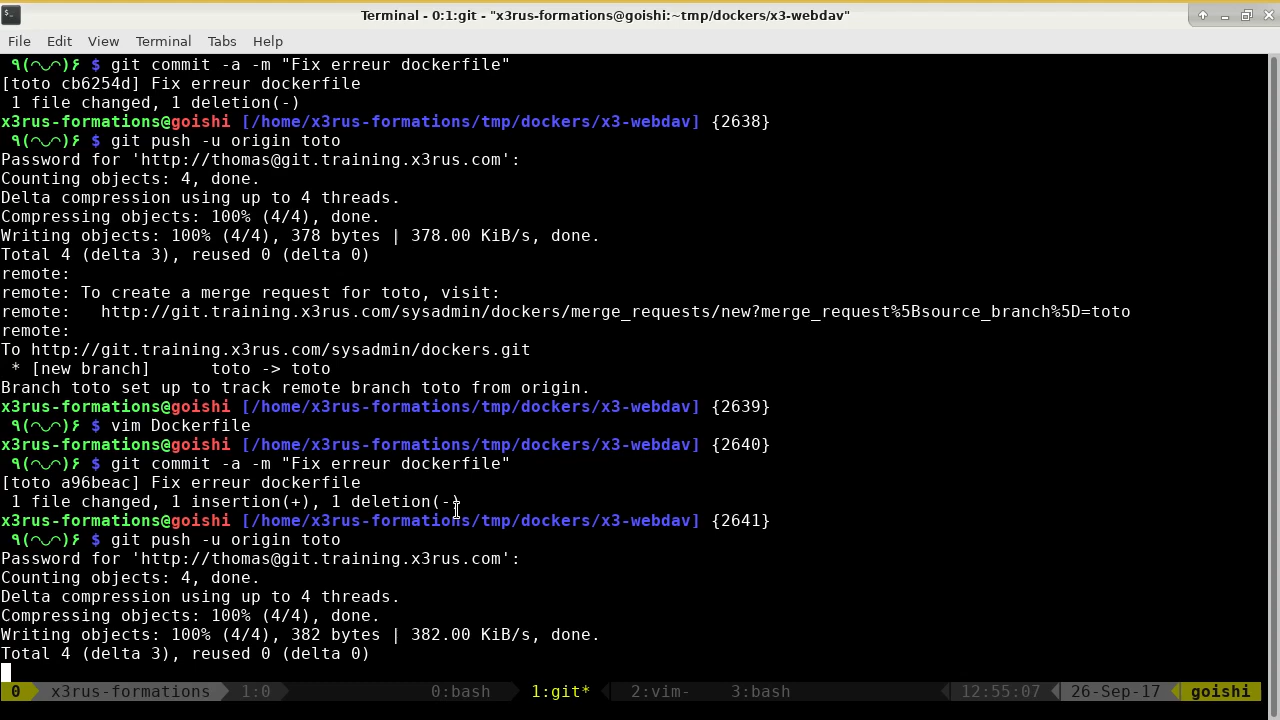 Terminal - 0:1:git - "x3rus-formations@goishi:~tmp/dockers/x3-webdav"
File Edit View Terminal Tabs Help
٩(◠◡◠)۶ $ git commit -a -m "Fix erreur dockerfile"
[toto cb6254d] Fix erreur dockerfile
1 file changed, 1 deletion(-)
x3rus-formations@goishi [/home/x3rus-formations/tmp/dockers/x3-webdav] {2638}
٩(◠◡◠)۶ $ git push -u origin toto
Password for 'http://thomas@git.training.x3rus.com':
Counting objects: 4, done.
Delta compression using up to 4 threads.
Compressing objects: 100% (4/4), done.
Writing objects: 100% (4/4), 378 bytes | 378.00 KiB/s, done.
Total 4 (delta 3), reused 0 (delta 0)
remote:
remote: To create a merge request for toto, visit:
remote:   http://git.training.x3rus.com/sysadmin/dockers/merge_requests/new?merge_request%5Bsource_branch%5D=toto
remote:
To http://git.training.x3rus.com/sysadmin/dockers.git
* [new branch]      toto -> toto
Branch toto set up to track remote branch toto from origin.
x3rus-formations@goishi [/home/x3rus-formations/tmp/dockers/x3-webdav] {2639}
٩(◠◡◠)۶ $ vim Dockerfile
x3rus-formations@goishi [/home/x3rus-formations/tmp/dockers/x3-webdav] {2640}
٩(◠◡◠)۶ $ git commit -a -m "Fix erreur dockerfile"
[toto a96beac] Fix erreur dockerfile
1 file changed, 1 insertion(+), 1 deletion(-)
x3rus-formations@goishi [/home/x3rus-formations/tmp/dockers/x3-webdav] {2641}
٩(◠◡◠)۶ $ git push -u origin toto
Password for 'http://thomas@git.training.x3rus.com':
Counting objects: 4, done.
Delta compression using up to 4 threads.
Compressing objects: 100% (4/4), done.
Writing objects: 100% (4/4), 382 bytes | 382.00 KiB/s, done.
Total 4 (delta 3), reused 0 (delta 0)
0 x3rus-formations 1:0 0:bash 1:git* 2:vim- 3:bash 12:55:07 26-Sep-17 goishi